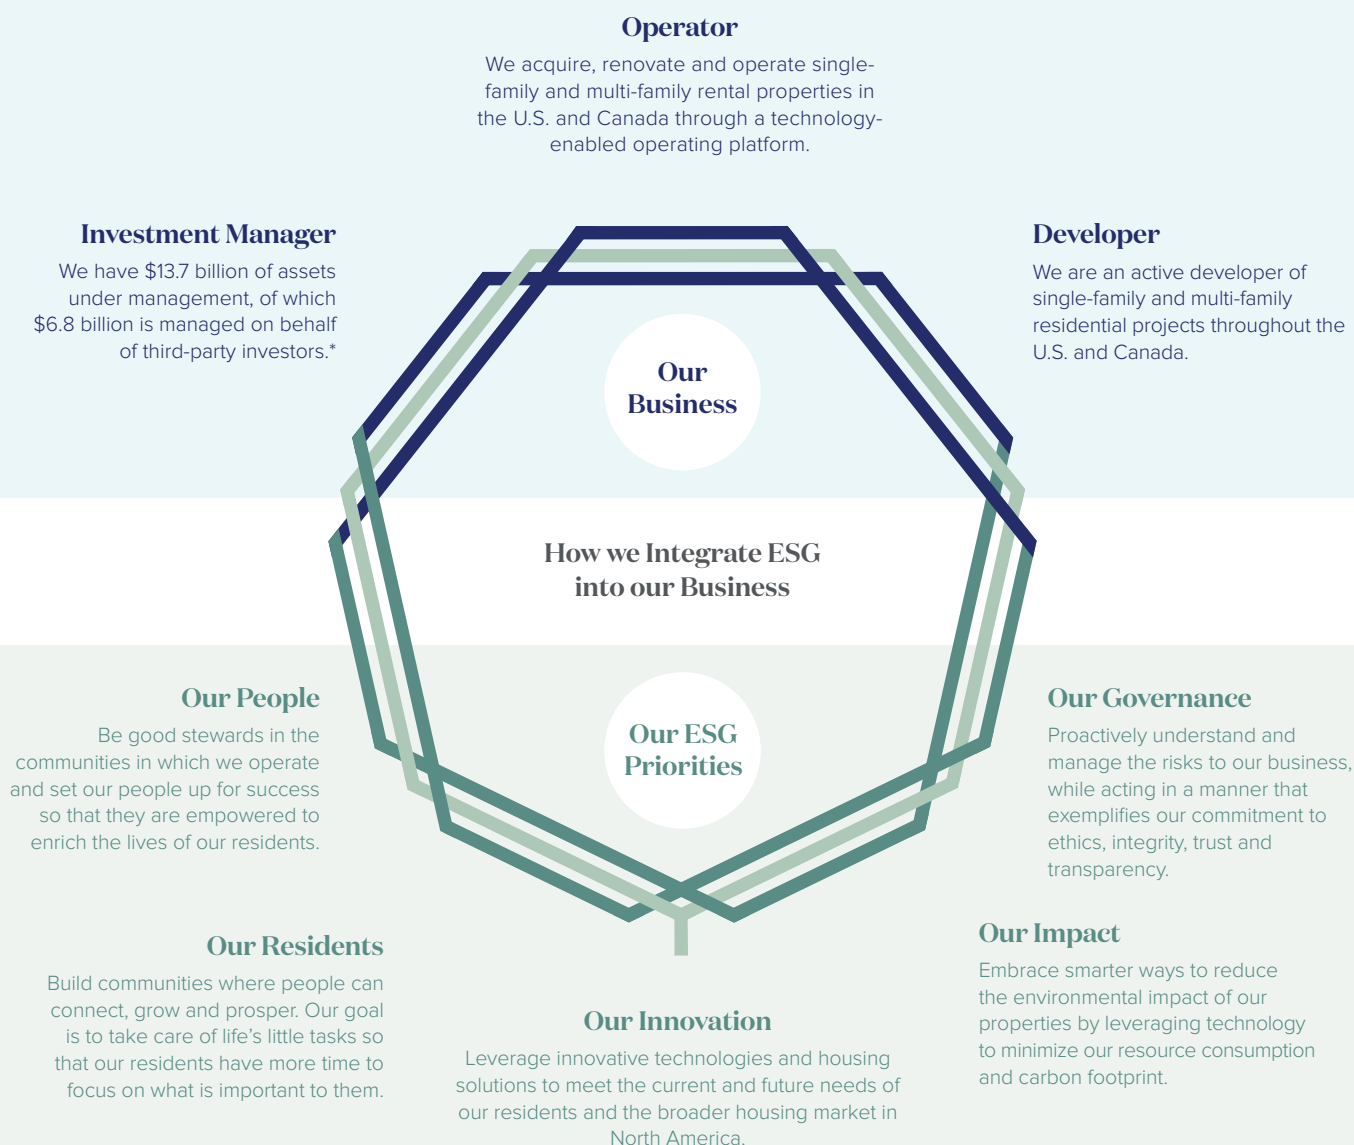 Operator
We acquire, renovate and operate single-
family and multi-family rental properties in
the U.S. and Canada through a technology-
enabled operating platform.
Investment Manager
We have $13.7 billion of assets
under management, of which
$6.8 billion is managed on behalf
of third-party investors.*
Developer
We are an active developer of
single-family and multi-family
residential projects throughout the
U.S. and Canada.
Our
Business
How we Integrate ESG
into our Business
Our ESG
Priorities
Our People
Be good stewards in the
communities in which we operate
and set our people up for success
so that they are empowered to
enrich the lives of our residents.
Our Governance
Proactively understand and
manage the risks to our business,
while acting in a manner that
exemplifies our commitment to
ethics, integrity, trust and
transparency.
Our Residents
Build communities where people can
connect, grow and prosper. Our goal
is to take care of life’s little tasks so
that our residents have more time to
focus on what is important to them.
Our Impact
Embrace smarter ways to reduce
the environmental impact of our
properties by leveraging technology
to minimize our resource consumption
and carbon footprint.
Our Innovation
Leverage innovative technologies and housing
solutions to meet the current and future needs of
our residents and the broader housing market in
North America.